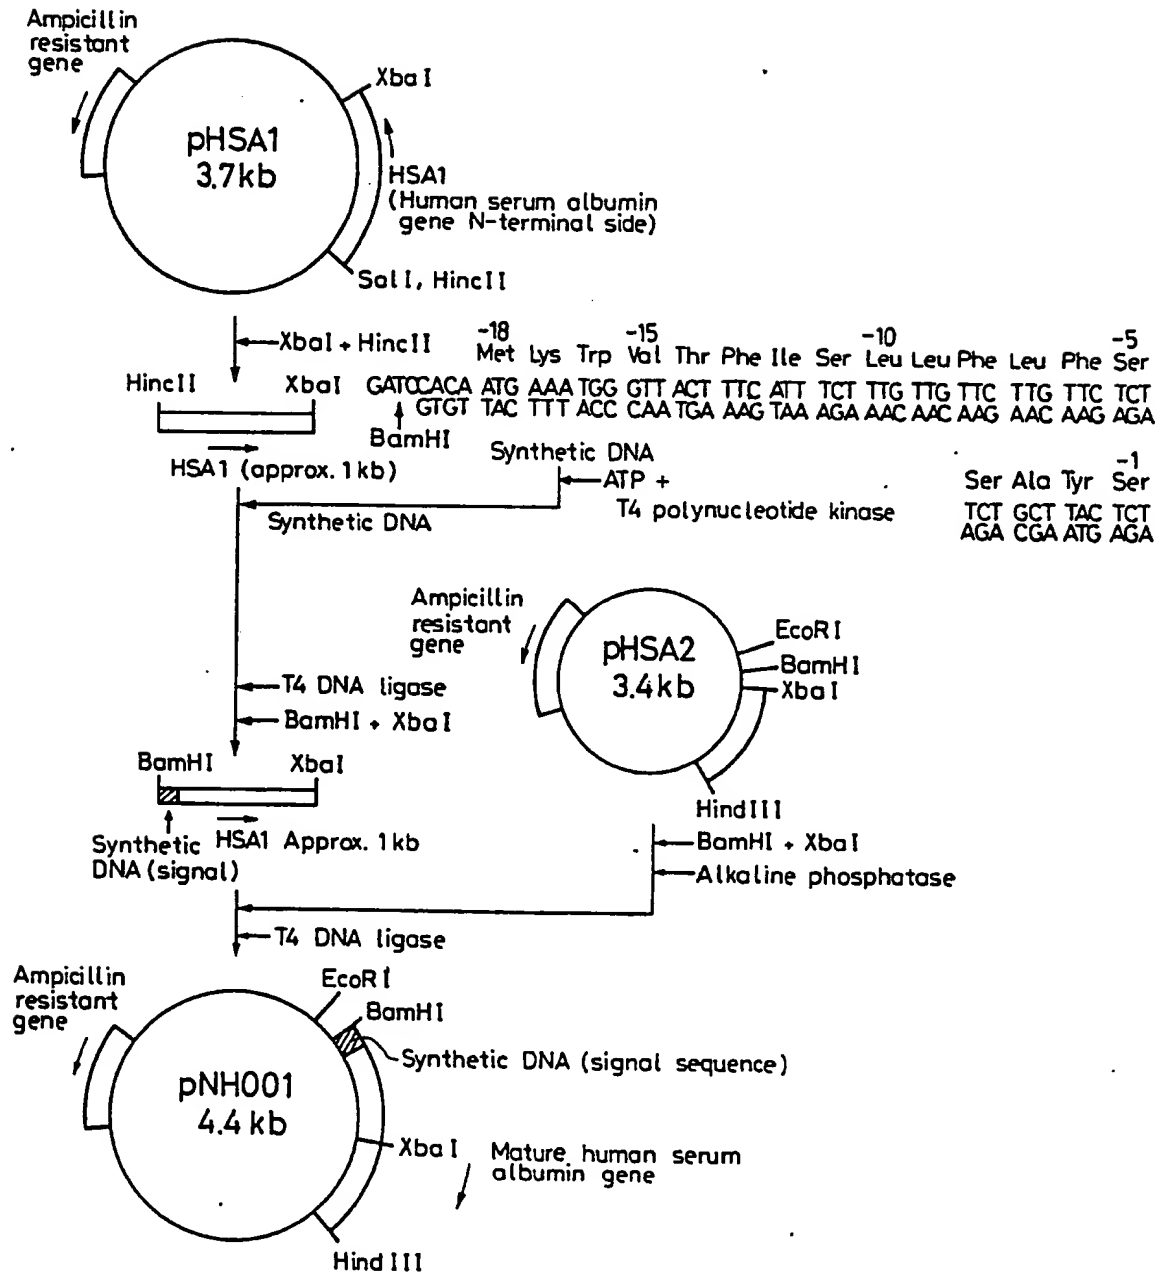 Ampicillin
resistant
gene
XbaI
pHSA1
3.7kb
HSA1
(Human serum albumin
gene N-terminal side)
SalI, HincII
XbaI + HincII
HincII XbaI
HSA1 (approx. 1kb)
-18 -15 -10 -5
Met Lys Trp Val Thr Phe Ile Ser Leu Leu Phe Leu Phe Ser
GATCCACA ATG AAA TGG GTT ACT TTC ATT TCT TTG TTG TTC TTG TTC TCT
GTGT TAC TTT ACC CAA TGA AAG TAA AGA AAC AAC AAG AAC AAG AGA
BamHI
Synthetic DNA
-1
Ser Ala Tyr Ser
TCT GCT TAC TCT
AGA CGA ATG AGA
ATP +
T4 polynucleotide kinase
Synthetic DNA
Ampicillin
resistant
gene
pHSA2
3.4kb
EcoRI
BamHI
XbaI
HindIII
T4 DNA ligase
BamHI + XbaI
BamHI XbaI
HSA1 Approx. 1kb
Synthetic
DNA (signal)
BamHI + XbaI
Alkaline phosphatase
T4 DNA ligase
Ampicillin
resistant
gene
EcoRI
BamHI
Synthetic DNA (signal sequence)
pNH001
4.4kb
XbaI
Mature human serum
albumin gene
HindIII